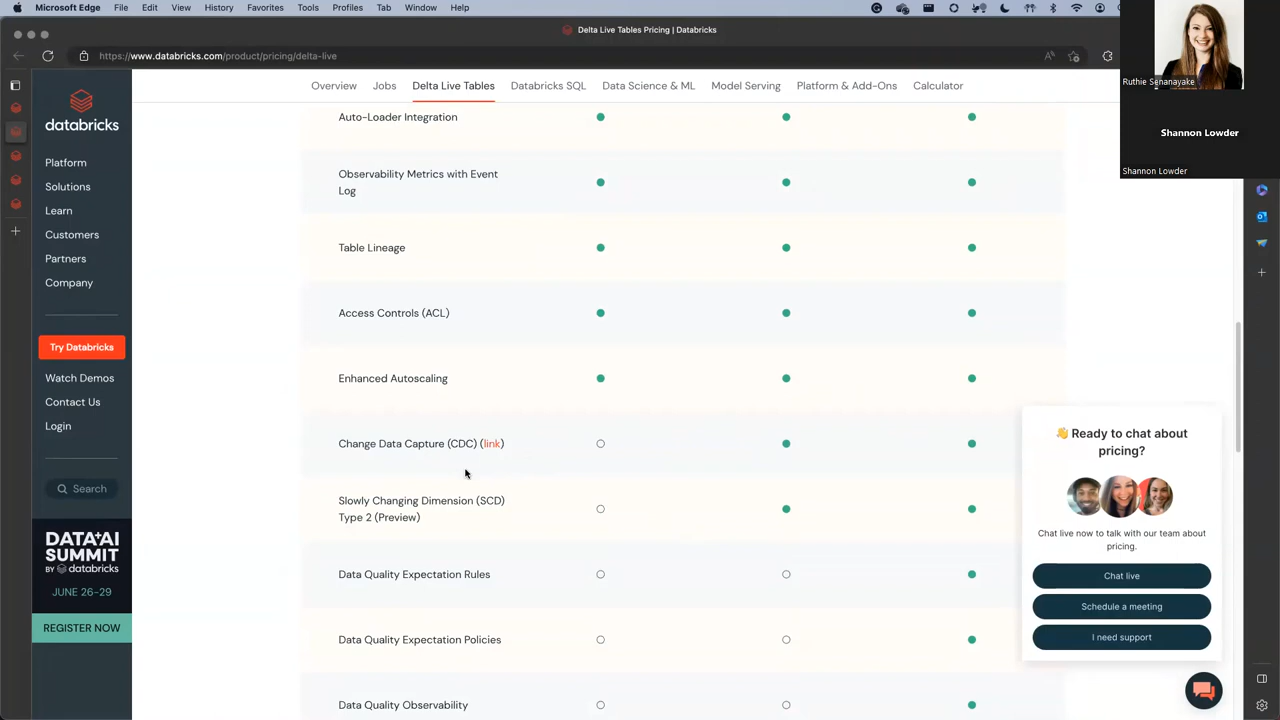 Microsoft Edge File Edit View History Favorites Tools Profiles Tab Window Help
Delta Live Tables Pricing | Databricks
https://www.databricks.com/product/pricing/delta-live
Ruthie Senanayake
Shannon Lowder
Shannon Lowder
databricks
Platform
Solutions
Learn
Customers
Partners
Company
Try Databricks
Watch Demos
Contact Us
Login
Search
DATA+AI
SUMMIT
BY databricks
JUNE 26-29
REGISTER NOW
Overview Jobs Delta Live Tables Databricks SQL Data Science & ML Model Serving Platform & Add-Ons Calculator
Auto-Loader Integration
Observability Metrics with Event
Log
Table Lineage
Access Controls (ACL)
Enhanced Autoscaling
Change Data Capture (CDC) (link)
Slowly Changing Dimension (SCD)
Type 2 (Preview)
Data Quality Expectation Rules
Data Quality Expectation Policies
Data Quality Observability
👋 Ready to chat about
pricing?
Chat live now to talk with our team about
pricing.
Chat live
Schedule a meeting
I need support